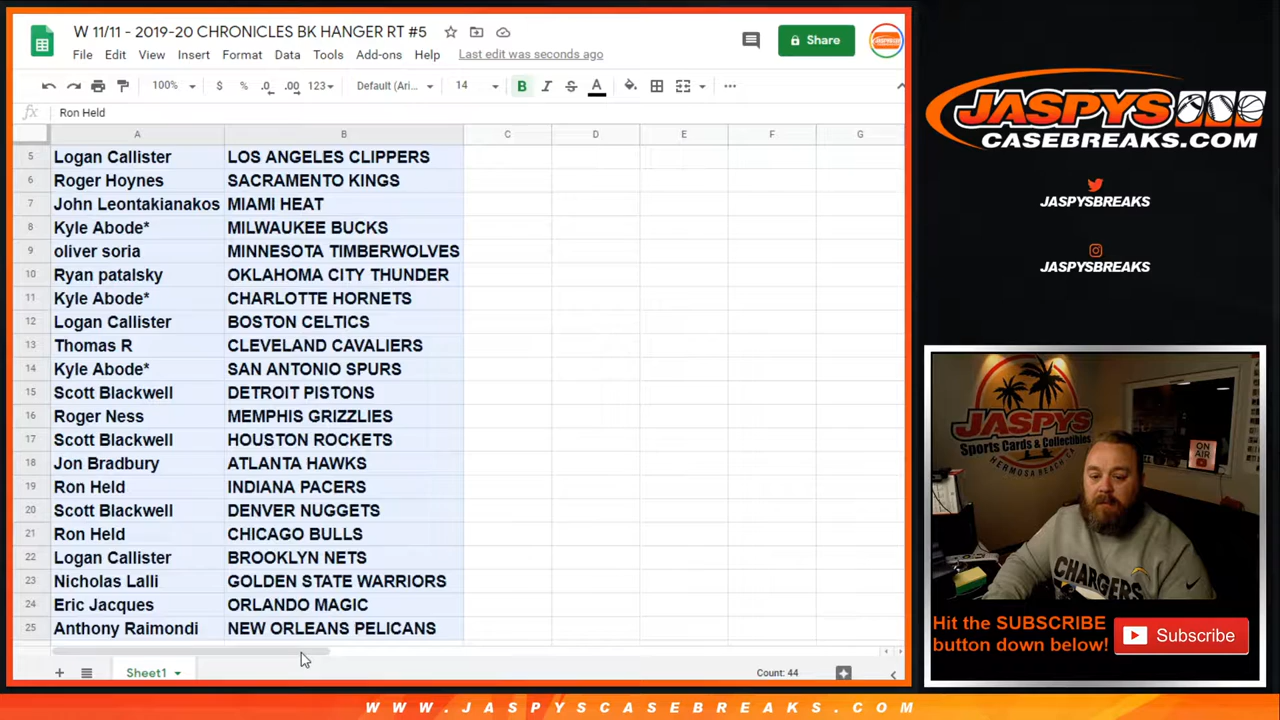 W 11/11 - 2019-20 CHRONICLES BK HANGER RT #5
File Edit View Insert Format Data Tools Add-ons Help Last edit was seconds ago
Share
100% $ % .0 .00 123 Default (Ari... 14 B I S A
fx Ron Held
A B C D E F G
5 Logan Callister LOS ANGELES CLIPPERS
6 Roger Hoynes SACRAMENTO KINGS
7 John Leontakianakos MIAMI HEAT
8 Kyle Abode* MILWAUKEE BUCKS
9 oliver soria MINNESOTA TIMBERWOLVES
10 Ryan patalsky OKLAHOMA CITY THUNDER
11 Kyle Abode* CHARLOTTE HORNETS
12 Logan Callister BOSTON CELTICS
13 Thomas R CLEVELAND CAVALIERS
14 Kyle Abode* SAN ANTONIO SPURS
15 Scott Blackwell DETROIT PISTONS
16 Roger Ness MEMPHIS GRIZZLIES
17 Scott Blackwell HOUSTON ROCKETS
18 Jon Bradbury ATLANTA HAWKS
19 Ron Held INDIANA PACERS
20 Scott Blackwell DENVER NUGGETS
21 Ron Held CHICAGO BULLS
22 Logan Callister BROOKLYN NETS
23 Nicholas Lalli GOLDEN STATE WARRIORS
24 Eric Jacques ORLANDO MAGIC
25 Anthony Raimondi NEW ORLEANS PELICANS
Sheet1 Count: 44
JASPYS
CASEBREAKS.COM
JASPYSBREAKS
JASPYSBREAKS
JASPYS
Sports Cards & Collectibles
HERMOSA BEACH CA
ON AIR
CHARGERS
Hit the SUBSCRIBE
button down below!
Subscribe
WWW.JASPYSCASEBREAKS.COM